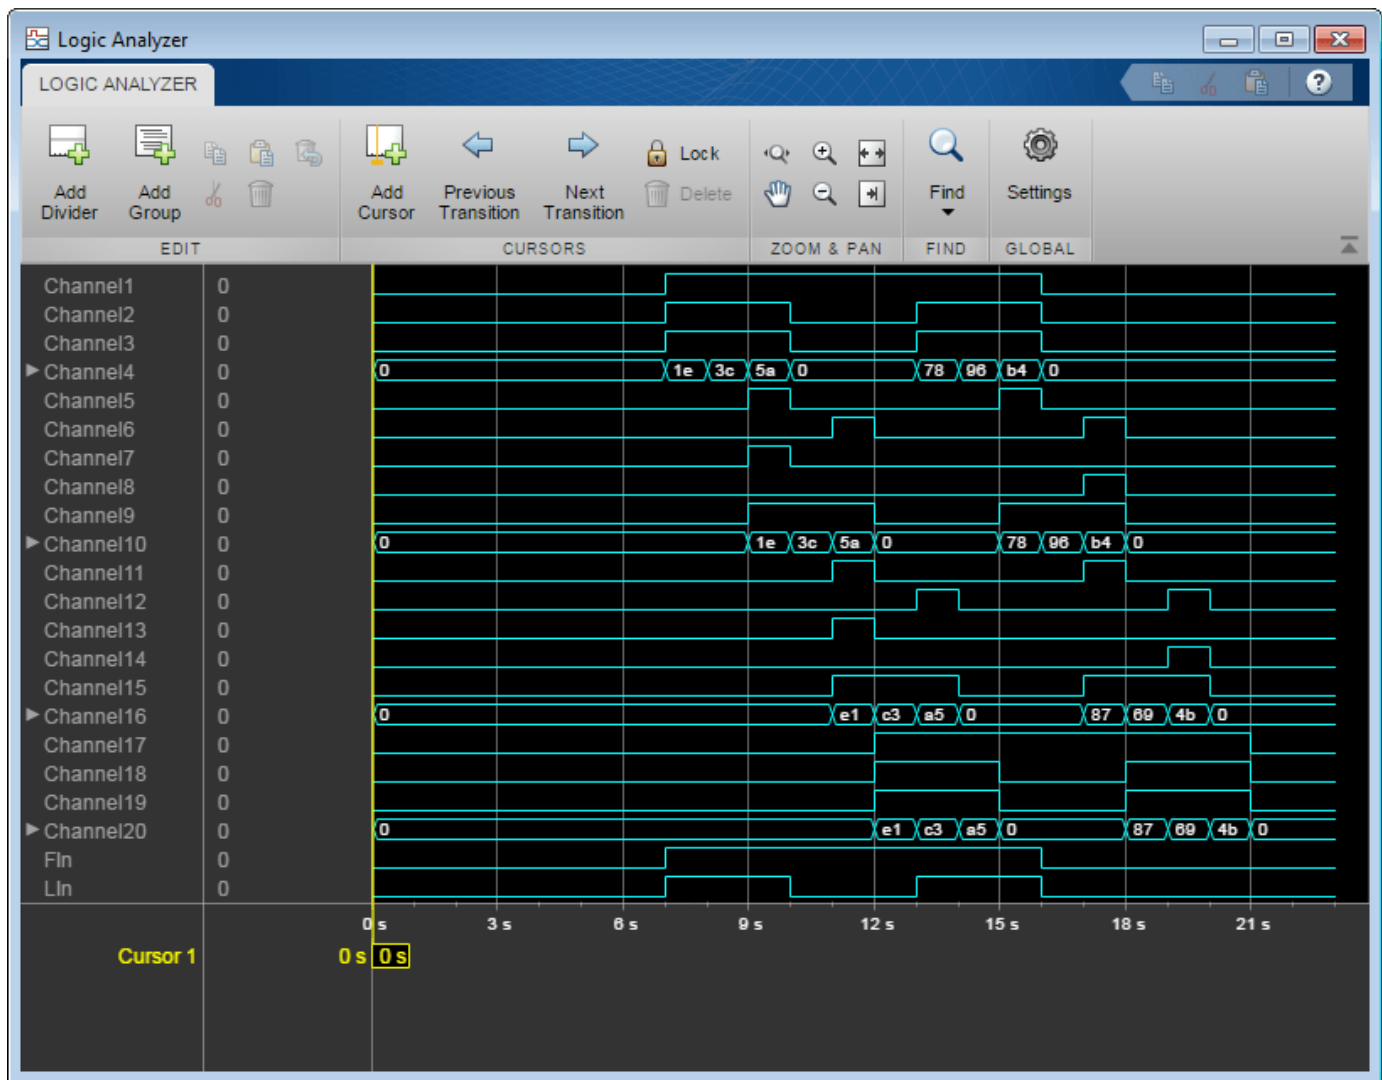 Logic Analyzer
LOGIC ANALYZER
?
Add Divider
Add Group
Add Cursor
Previous Transition
Next Transition
Lock
Delete
Find
Settings
EDIT
CURSORS
ZOOM & PAN
FIND
GLOBAL
Channel1 0
Channel2 0
Channel3 0
Channel4 0 0 1e 3c 5a 0 78 96 b4 0
Channel5 0
Channel6 0
Channel7 0
Channel8 0
Channel9 0
Channel10 0 0 1e 3c 5a 0 78 96 b4 0
Channel11 0
Channel12 0
Channel13 0
Channel14 0
Channel15 0
Channel16 0 0 e1 c3 a5 0 87 69 4b 0
Channel17 0
Channel18 0
Channel19 0
Channel20 0 0 e1 c3 a5 0 87 69 4b 0
FIn 0
LIn 0
0 s 3 s 6 s 9 s 12 s 15 s 18 s 21 s
Cursor 1 0 s 0 s